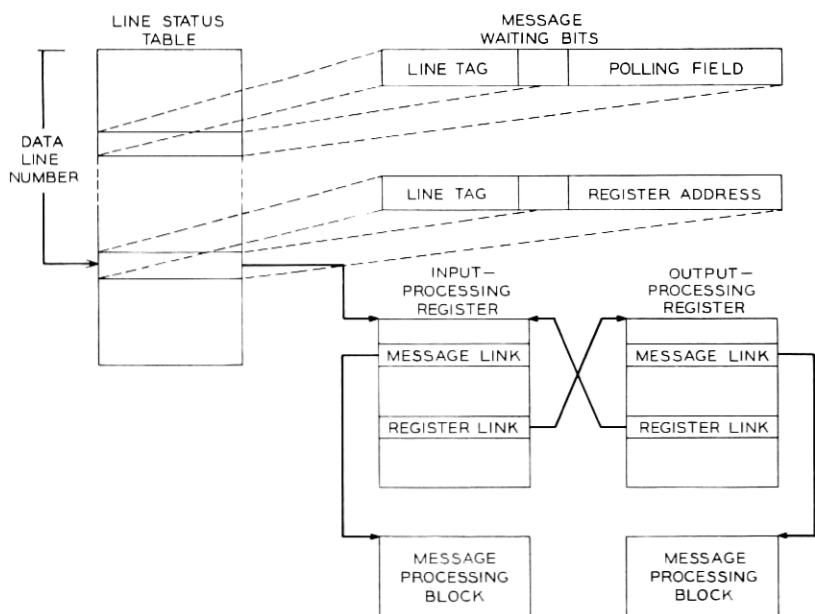 LINE STATUS
TABLE
MESSAGE
WAITING BITS
LINE TAG
POLLING FIELD
DATA
LINE
NUMBER
LINE TAG
REGISTER ADDRESS
INPUT—
PROCESSING
REGISTER
OUTPUT—
PROCESSING
REGISTER
MESSAGE LINK
MESSAGE LINK
REGISTER LINK
REGISTER LINK
MESSAGE
PROCESSING
BLOCK
MESSAGE
PROCESSING
BLOCK